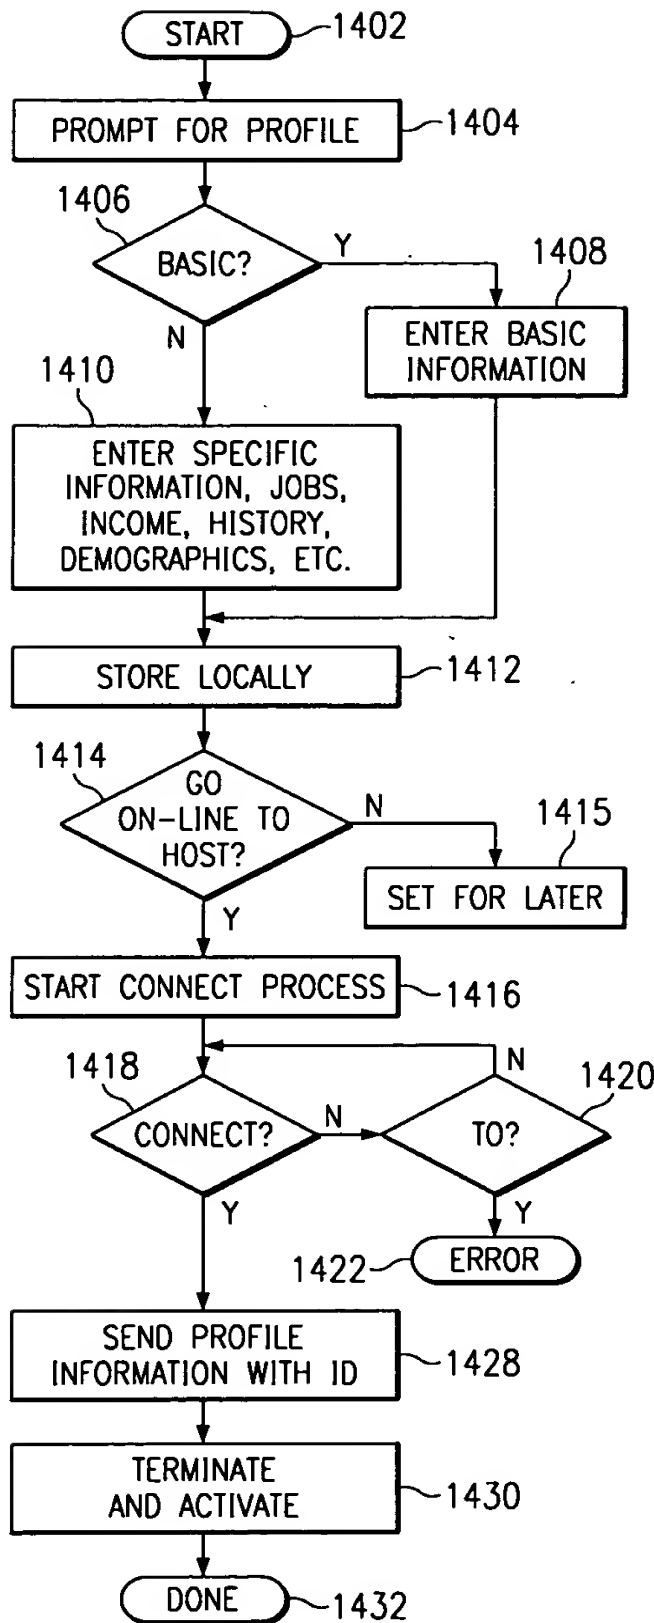 START
1402
PROMPT FOR PROFILE
1404
1406
BASIC?
Y
N
1408
ENTER BASIC
INFORMATION
1410
ENTER SPECIFIC
INFORMATION, JOBS,
INCOME, HISTORY,
DEMOGRAPHICS, ETC.
STORE LOCALLY
1412
1414
GO
ON-LINE TO
HOST?
N
Y
1415
SET FOR LATER
START CONNECT PROCESS
1416
1418
CONNECT?
N
Y
N
1420
TO?
Y
1422
ERROR
SEND PROFILE
INFORMATION WITH ID
1428
TERMINATE
AND ACTIVATE
1430
DONE
1432